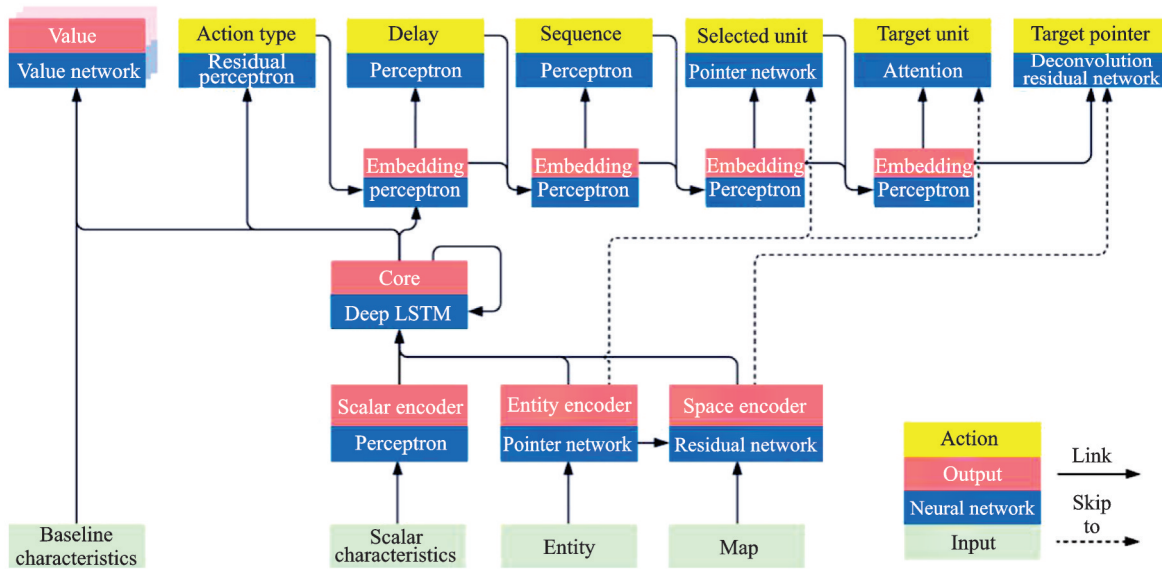 Value
Value network
Action type
Residual
perceptron
Delay
Perceptron
Sequence
Perceptron
Selected unit
Pointer network
Target unit
Attention
Target pointer
Deconvolution
residual network
Embedding
perceptron
Embedding
Perceptron
Embedding
Perceptron
Embedding
Perceptron
Core
Deep LSTM
Scalar encoder
Perceptron
Entity encoder
Pointer network
Space encoder
Residual network
Baseline
characteristics
Scalar
characteristics
Entity
Map
Action
Output
Neural network
Input
Link
Skip
to